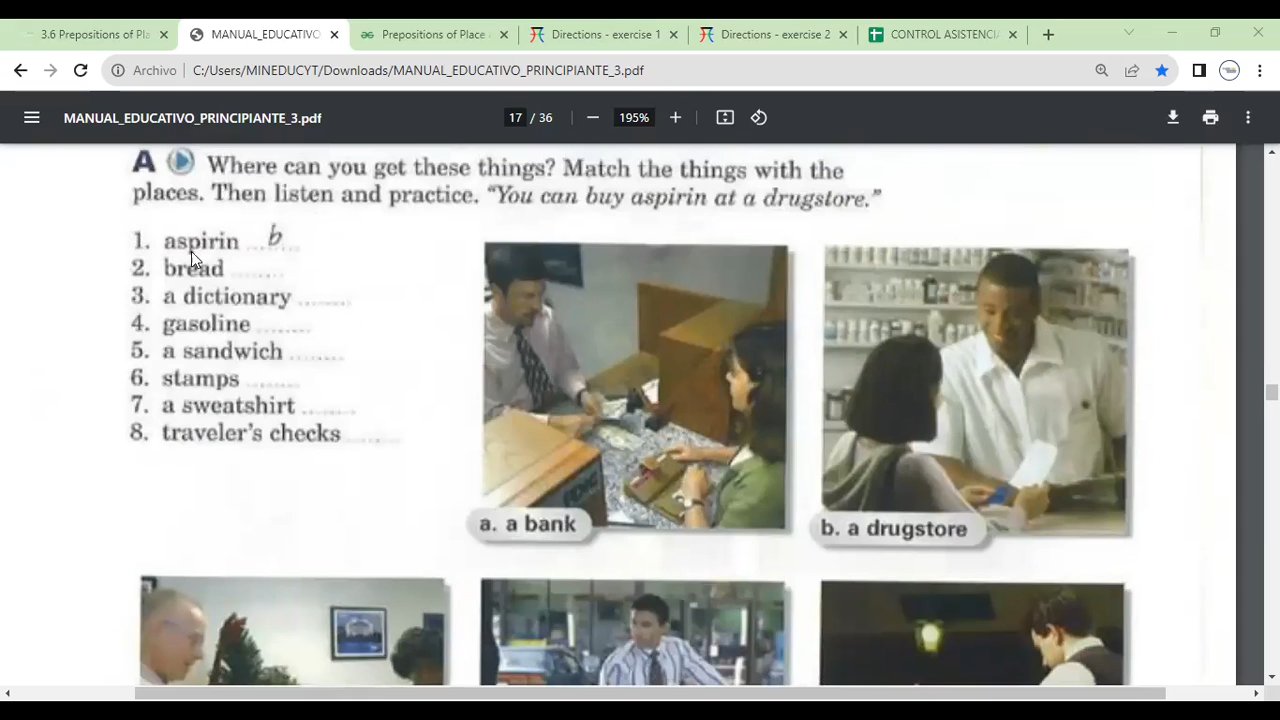 3.6 Prepositions of Pla
MANUAL_EDUCATIVO
Prepositions of Place
Directions - exercise 1
Directions - exercise 2
CONTROL ASISTENCIA
Archivo
C:/Users/MINEDUCYT/Downloads/MANUAL_EDUCATIVO_PRINCIPIANTE_3.pdf
MANUAL_EDUCATIVO_PRINCIPIANTE_3.pdf
17 / 36
195%
A Where can you get these things? Match the things with the
places. Then listen and practice. “You can buy aspirin at a drugstore.”
1. aspirin b
2. bread
3. a dictionary
4. gasoline
5. a sandwich
6. stamps
7. a sweatshirt
8. traveler's checks
a. a bank
b. a drugstore